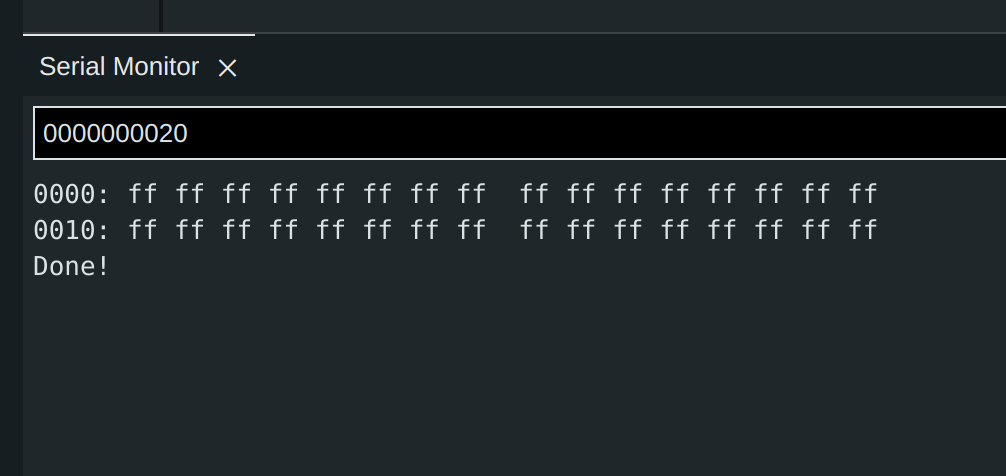 Serial Monitor
0000000020
0000: ff ff ff ff ff ff ff ff  ff ff ff ff ff ff ff ff
0010: ff ff ff ff ff ff ff ff  ff ff ff ff ff ff ff ff
Done!